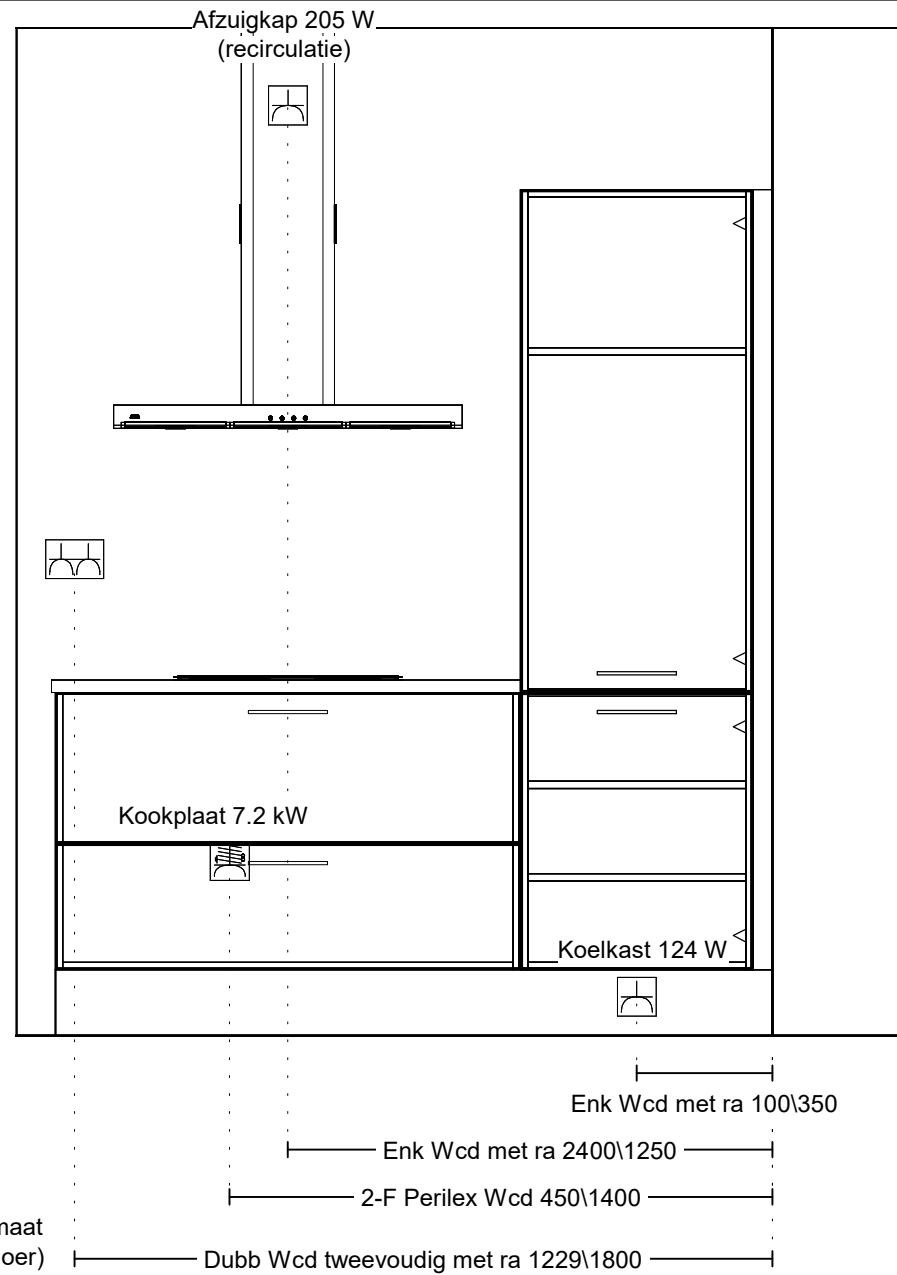 Afzuigkap 205 W
(recirculatie)
Kookplaat 7.2 kW
Koelkast 124 W
Enk Wcd met ra 100\350
Enk Wcd met ra 2400\1250
2-F Perilex Wcd 450\1400
maat
oer)
Dubb Wcd tweevoudig met ra 1229\1800